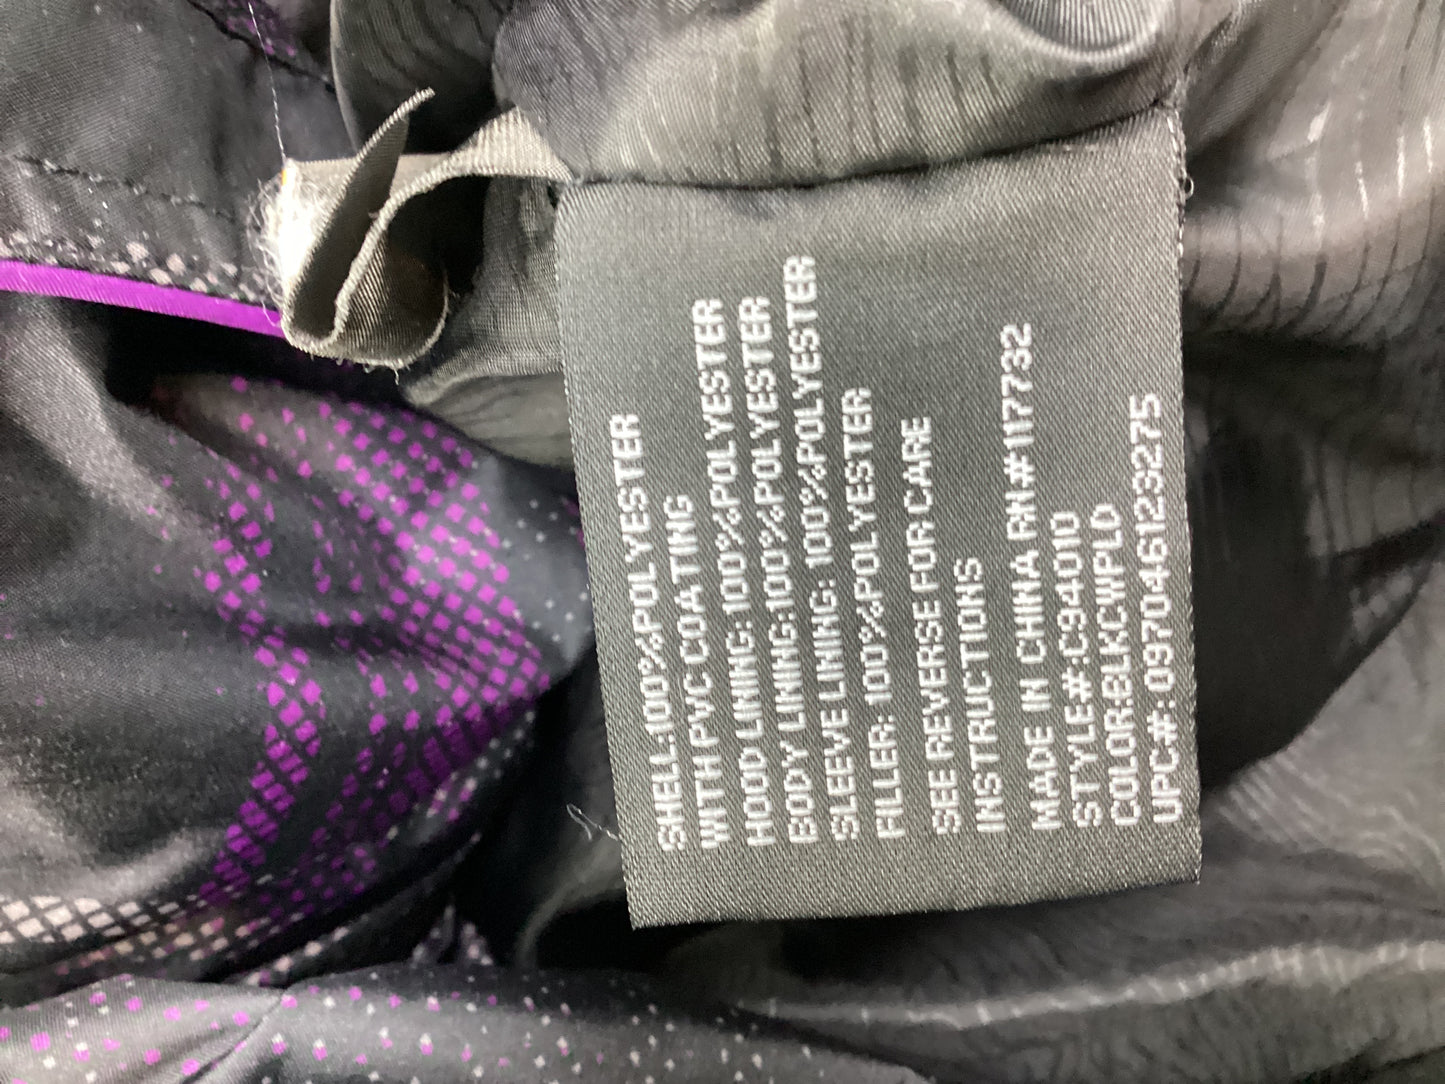 SHELL:100%POLYESTER
WITH PVC COATING
HOOD LINING: 100%POLYESTER
BODY LINING:100%POLYESTER
SLEEVE LINING: 100%POLYESTER
FILLER: 100%POLYESTER
SEE REVERSE FOR CARE
INSTRUCTIONS
MADE IN CHINA RN#117732
STYLE#:C94010
COLOR:BLKCWPLD
UPC#: 097046123275